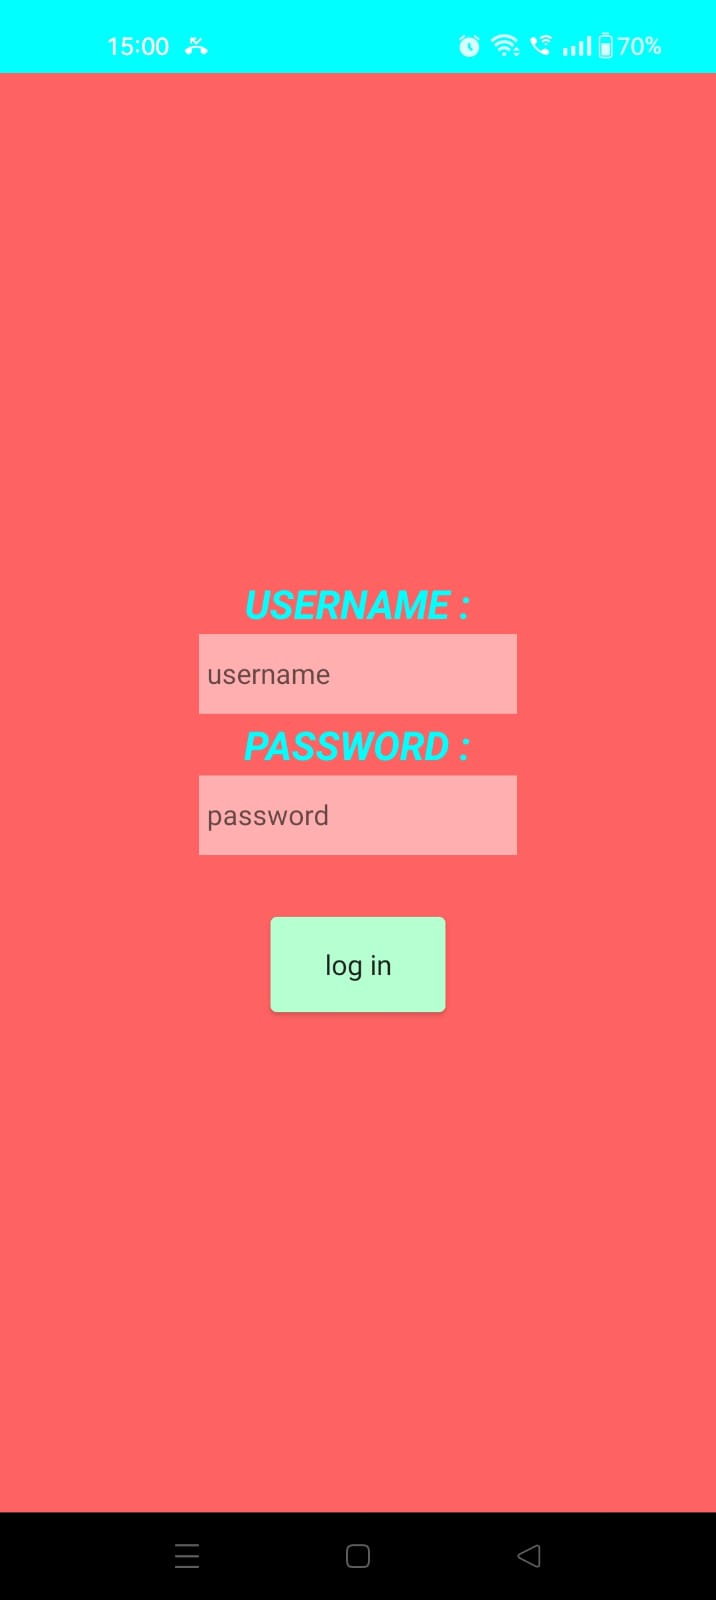 15:00 70%
USERNAME :
username
PASSWORD :
password
log in